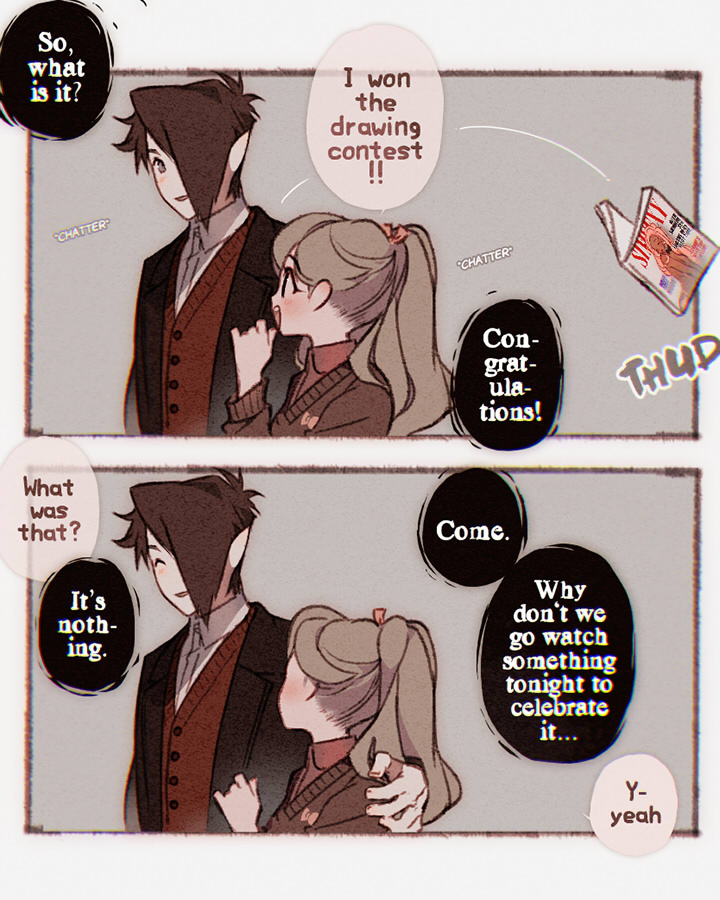 So,
what
is it?
I won
the
drawing
contest
!!
*CHATTER*
*CHATTER*
THUD
Con-
grat-
ula-
tions!
What
was
that?
It's
noth-
ing.
Come.
Why
don't we
go watch
something
tonight to
celebrate
it...
Y-
yeah